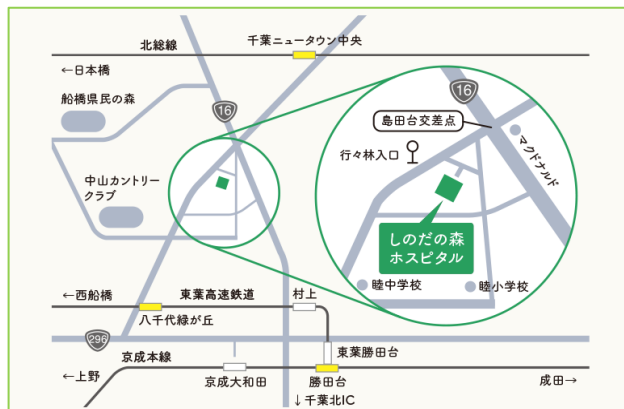 北総線
千葉ニュータウン中央
←日本橋
船橋県民の森
16
16
島田台交差点
マクドナルド
行々林入口
中山カントリー
クラブ
しのだの森
ホスピタル
睦中学校
睦小学校
←西船橋
東葉高速鉄道
村上
八千代緑が丘
296
京成本線
東葉勝田台
←上野
京成大和田
勝田台
成田→
↓千葉北IC